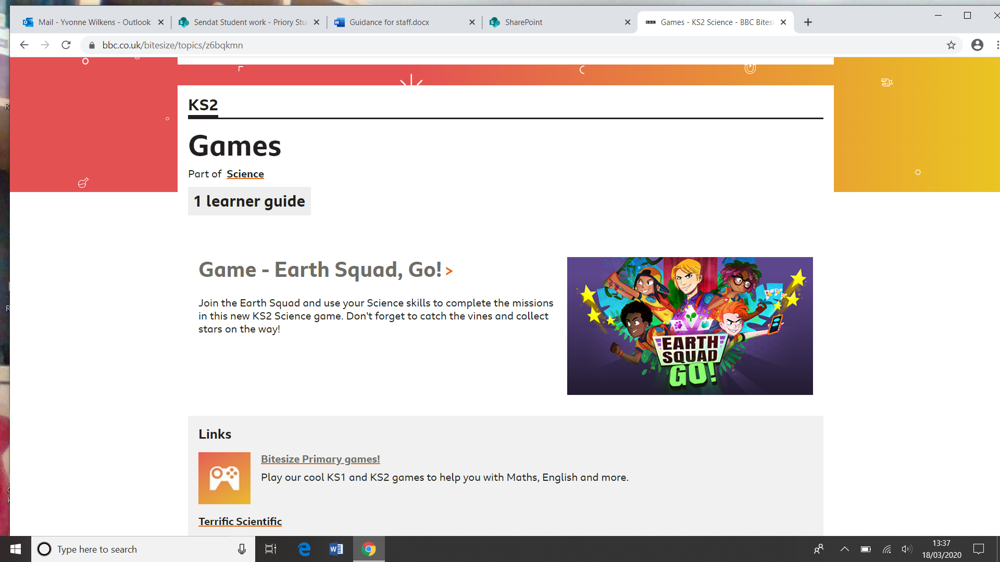 Mail - Yvonne Wilkens - Outlook
Sendat Student work - Priory Stu
Guidance for staff.docx
SharePoint
Games - KS2 Science - BBC Bitesi
bbc.co.uk/bitesize/topics/z6bqkmn
KS2
Games
Part of Science
1 learner guide
Game - Earth Squad, Go! >
Join the Earth Squad and use your Science skills to complete the missions
in this new KS2 Science game. Don't forget to catch the vines and collect
stars on the way!
EARTH
SQUAD
GO!
Links
Bitesize Primary games!
Play our cool KS1 and KS2 games to help you with Maths, English and more.
Terrific Scientific
Type here to search
13:37
18/03/2020